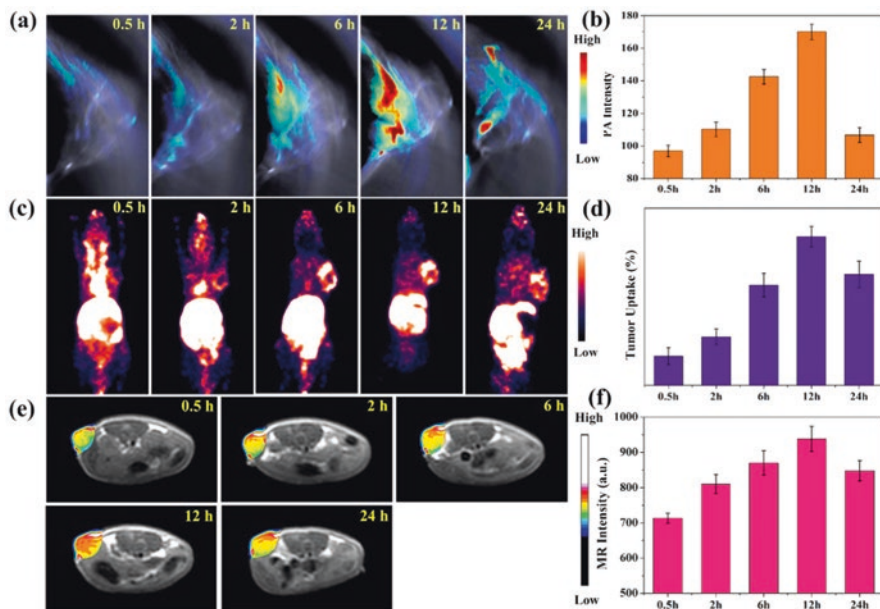 (a)
0.5 h
2 h
6 h
12 h
24 h
High
Low
(b)
180
160
140
120
100
80
PA Intensity
0.5h
2h
6h
12h
24h
(c)
0.5 h
2 h
6 h
12 h
24 h
High
Low
(d)
Tumor Uptake (%)
0.5h
2h
6h
12h
24h
(e)
0.5 h
2 h
6 h
12 h
24 h
High
Low
(f)
1000
900
800
700
600
500
MR Intensity (a.u.)
0.5h
2h
6h
12h
24h